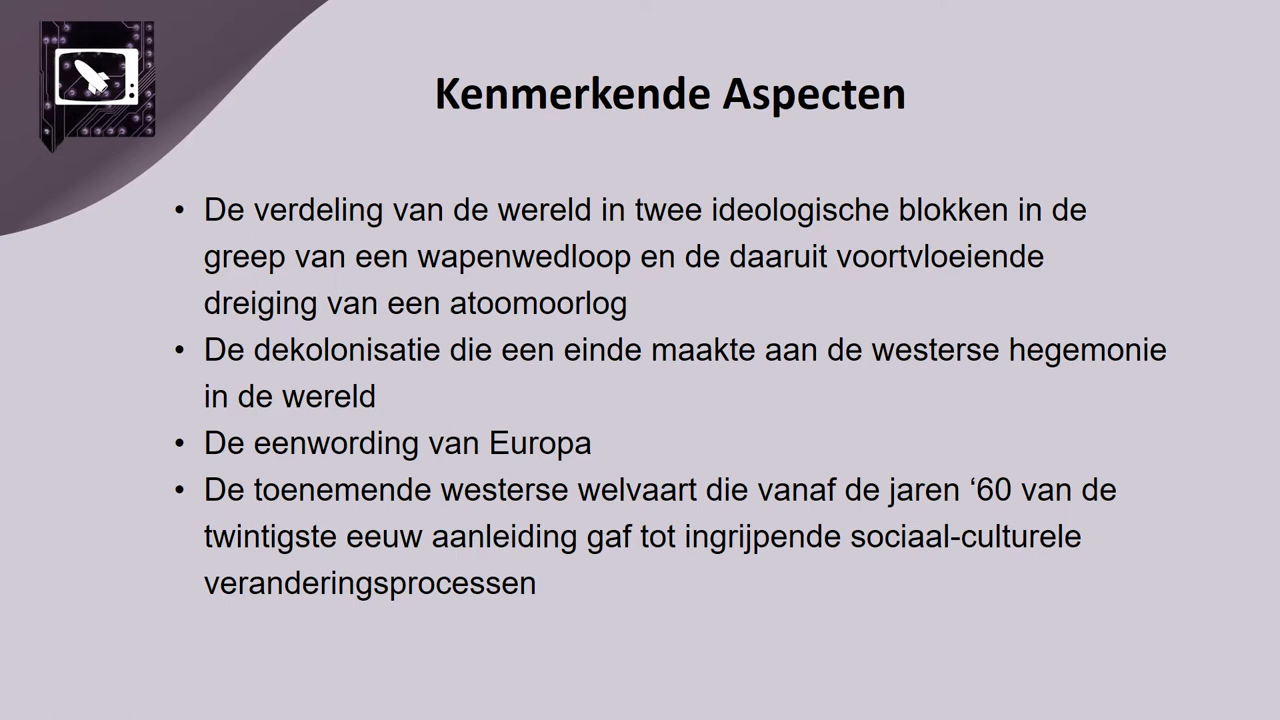 Kenmerkende Aspecten
• De verdeling van de wereld in twee ideologische blokken in de
greep van een wapenwedloop en de daaruit voortvloeiende
dreiging van een atoomoorlog
• De dekolonisatie die een einde maakte aan de westerse hegemonie
in de wereld
• De eenwording van Europa
• De toenemende westerse welvaart die vanaf de jaren ‘60 van de
twintigste eeuw aanleiding gaf tot ingrijpende sociaal-culturele
veranderingsprocessen